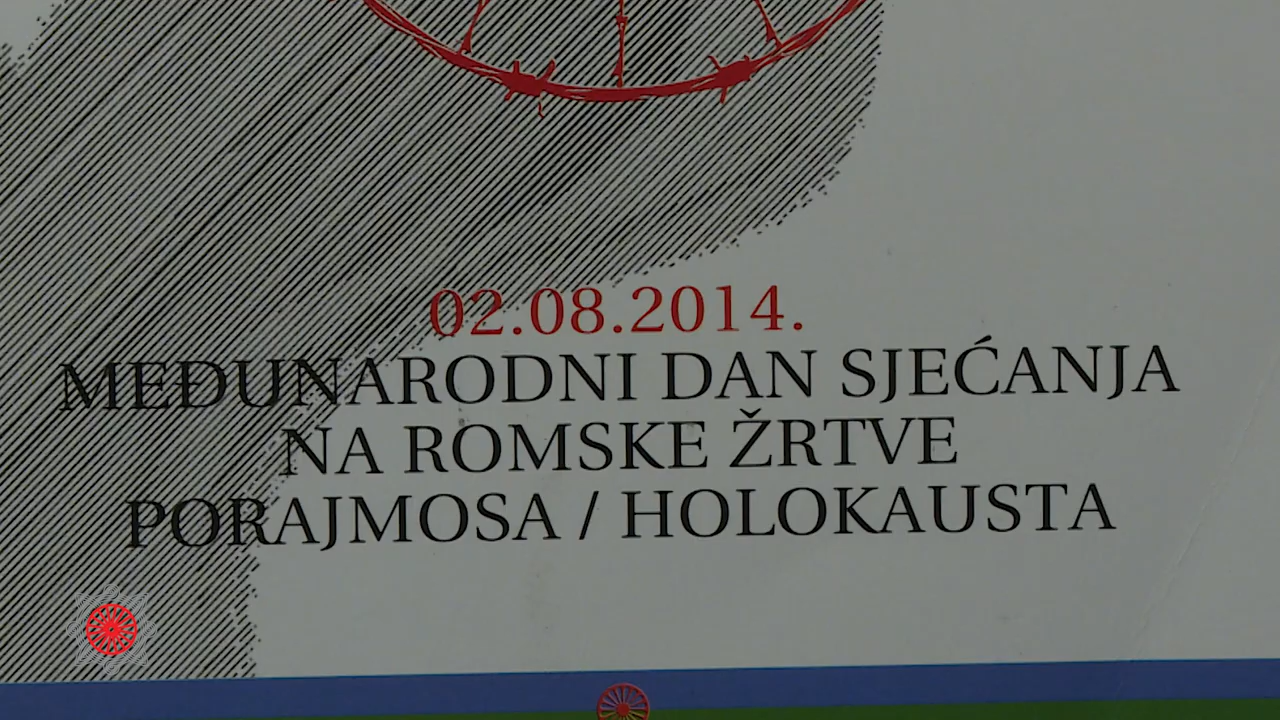 02.08.2014.
MEĐUNARODNI DAN SJEĆANJA
NA ROMSKE ŽRTVE
PORAJMOSA / HOLOKAUSTA